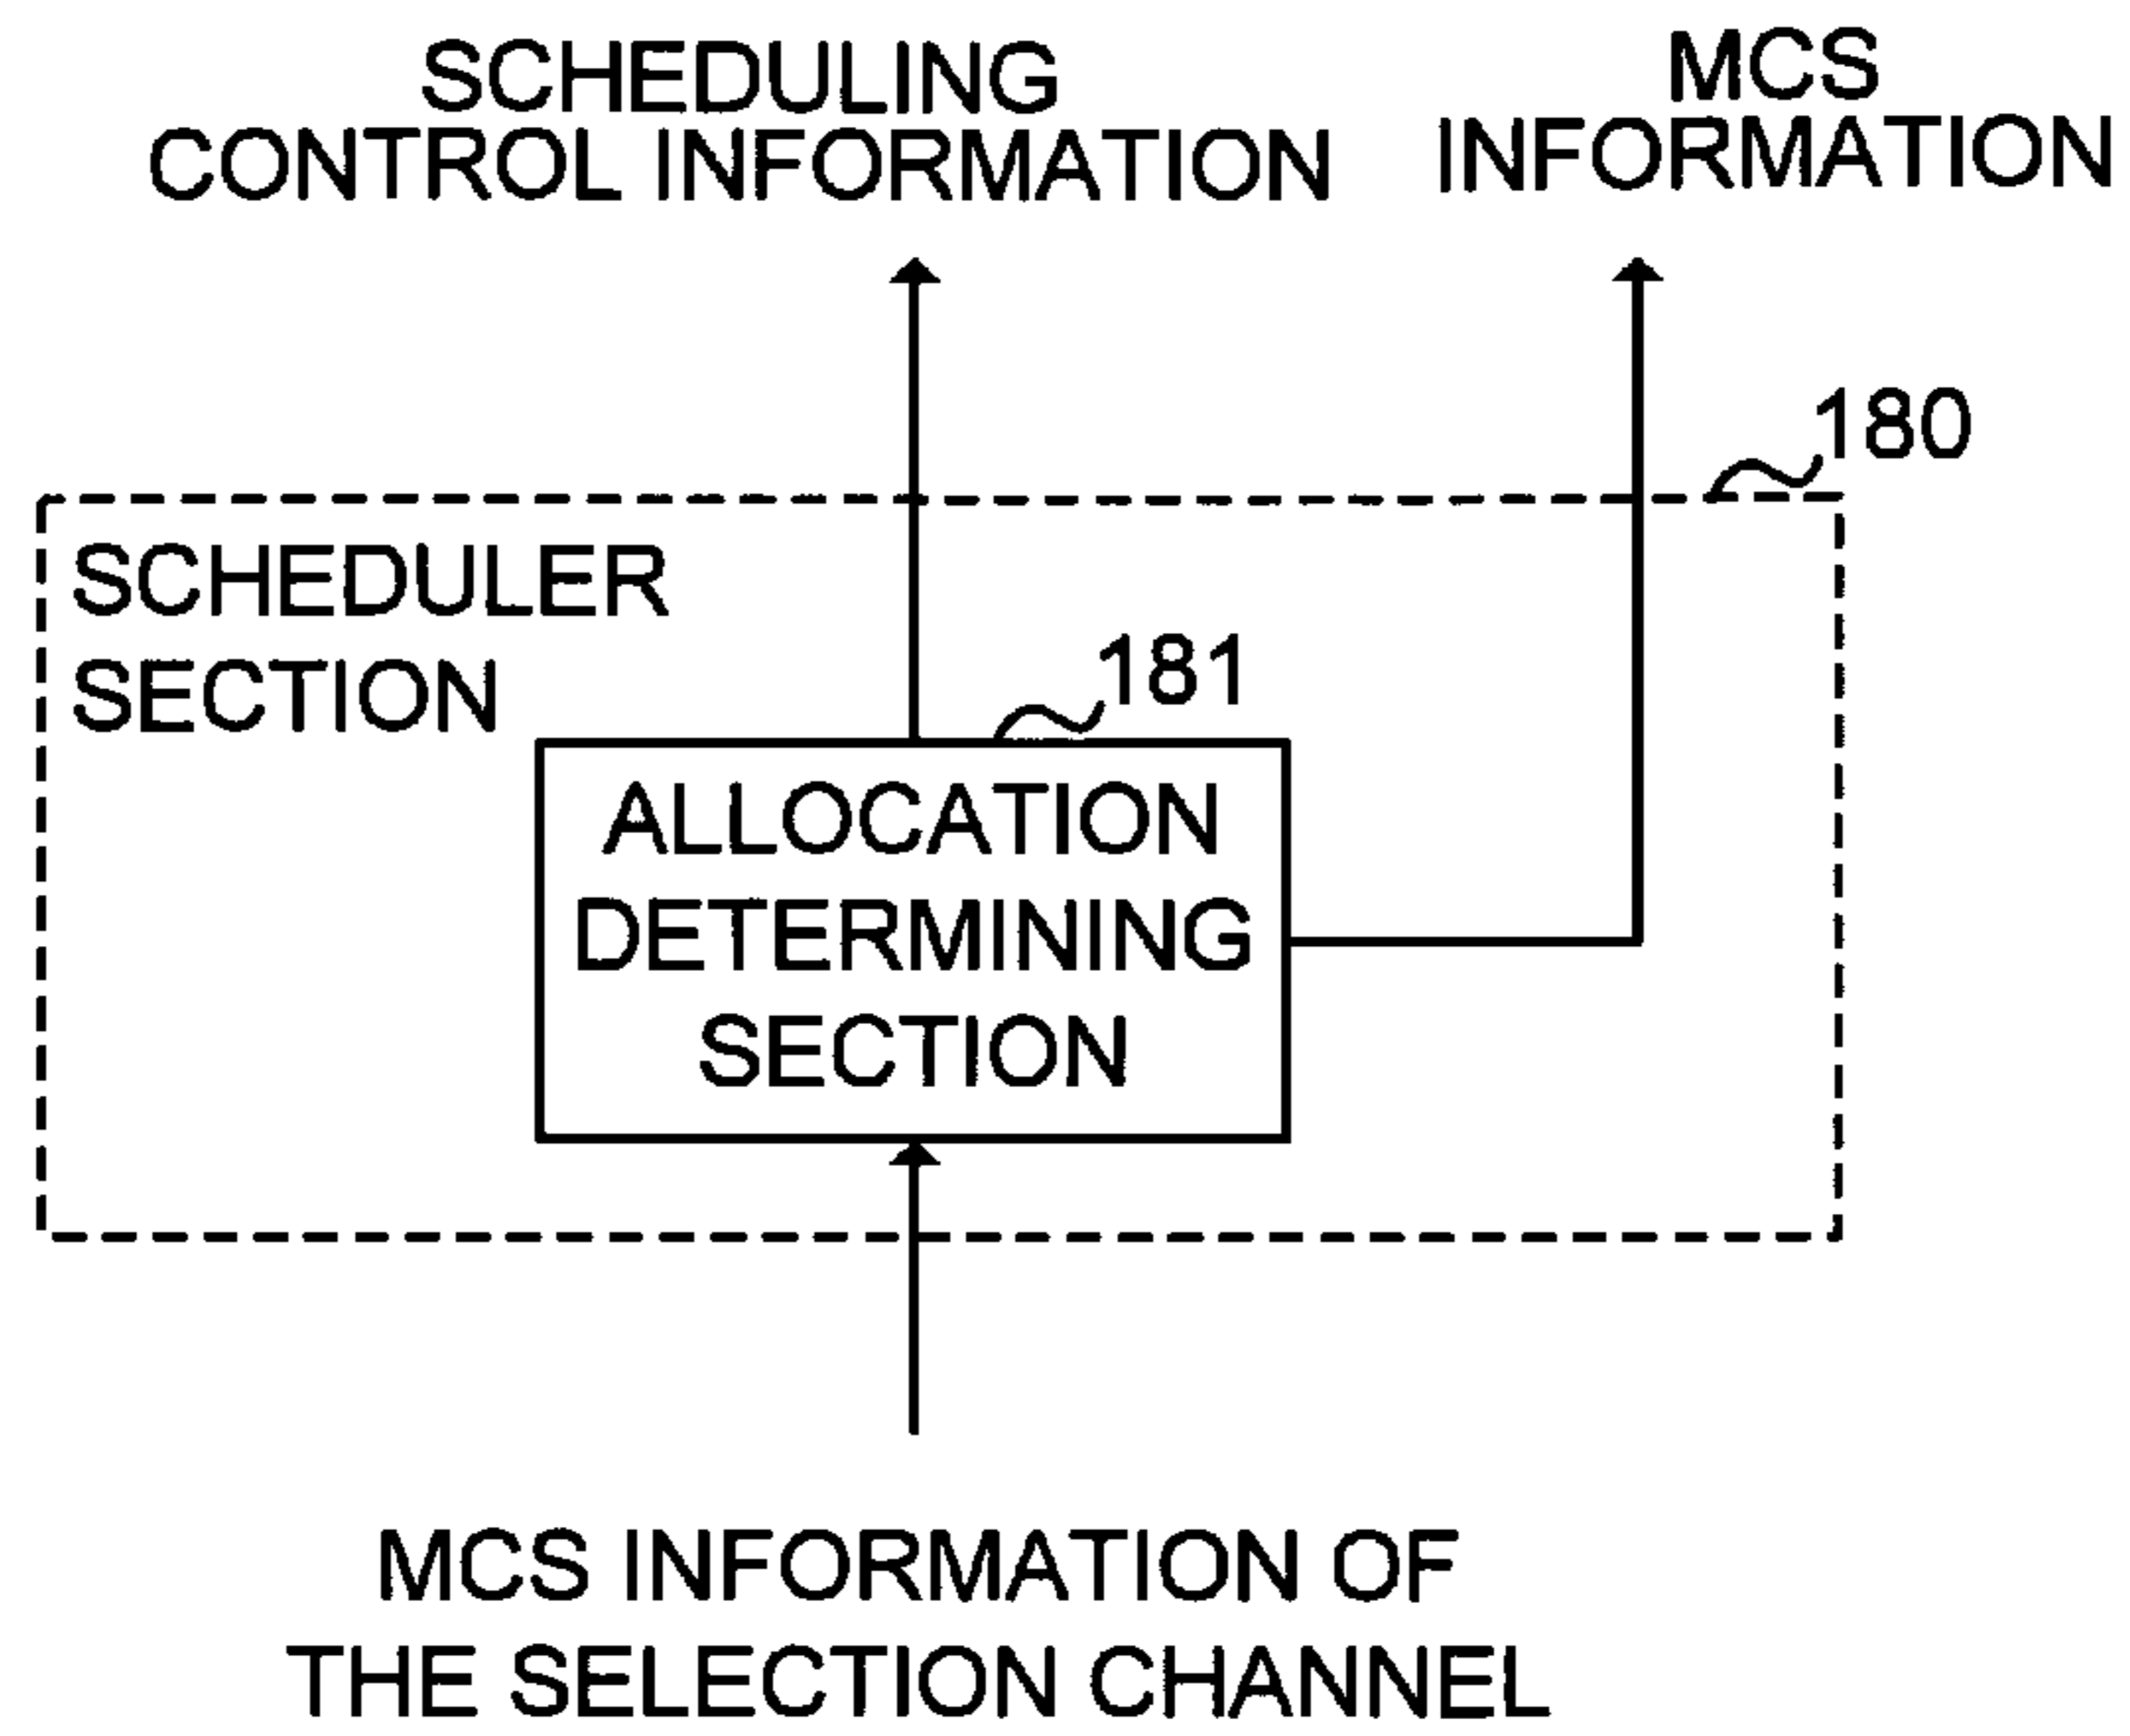 SCHEDULING
CONTROL INFORMATION
MCS
INFORMATION
180
SCHEDULER
SECTION
181
ALLOCATION
DETERMINING
SECTION
MCS INFORMATION OF
THE SELECTION CHANNEL